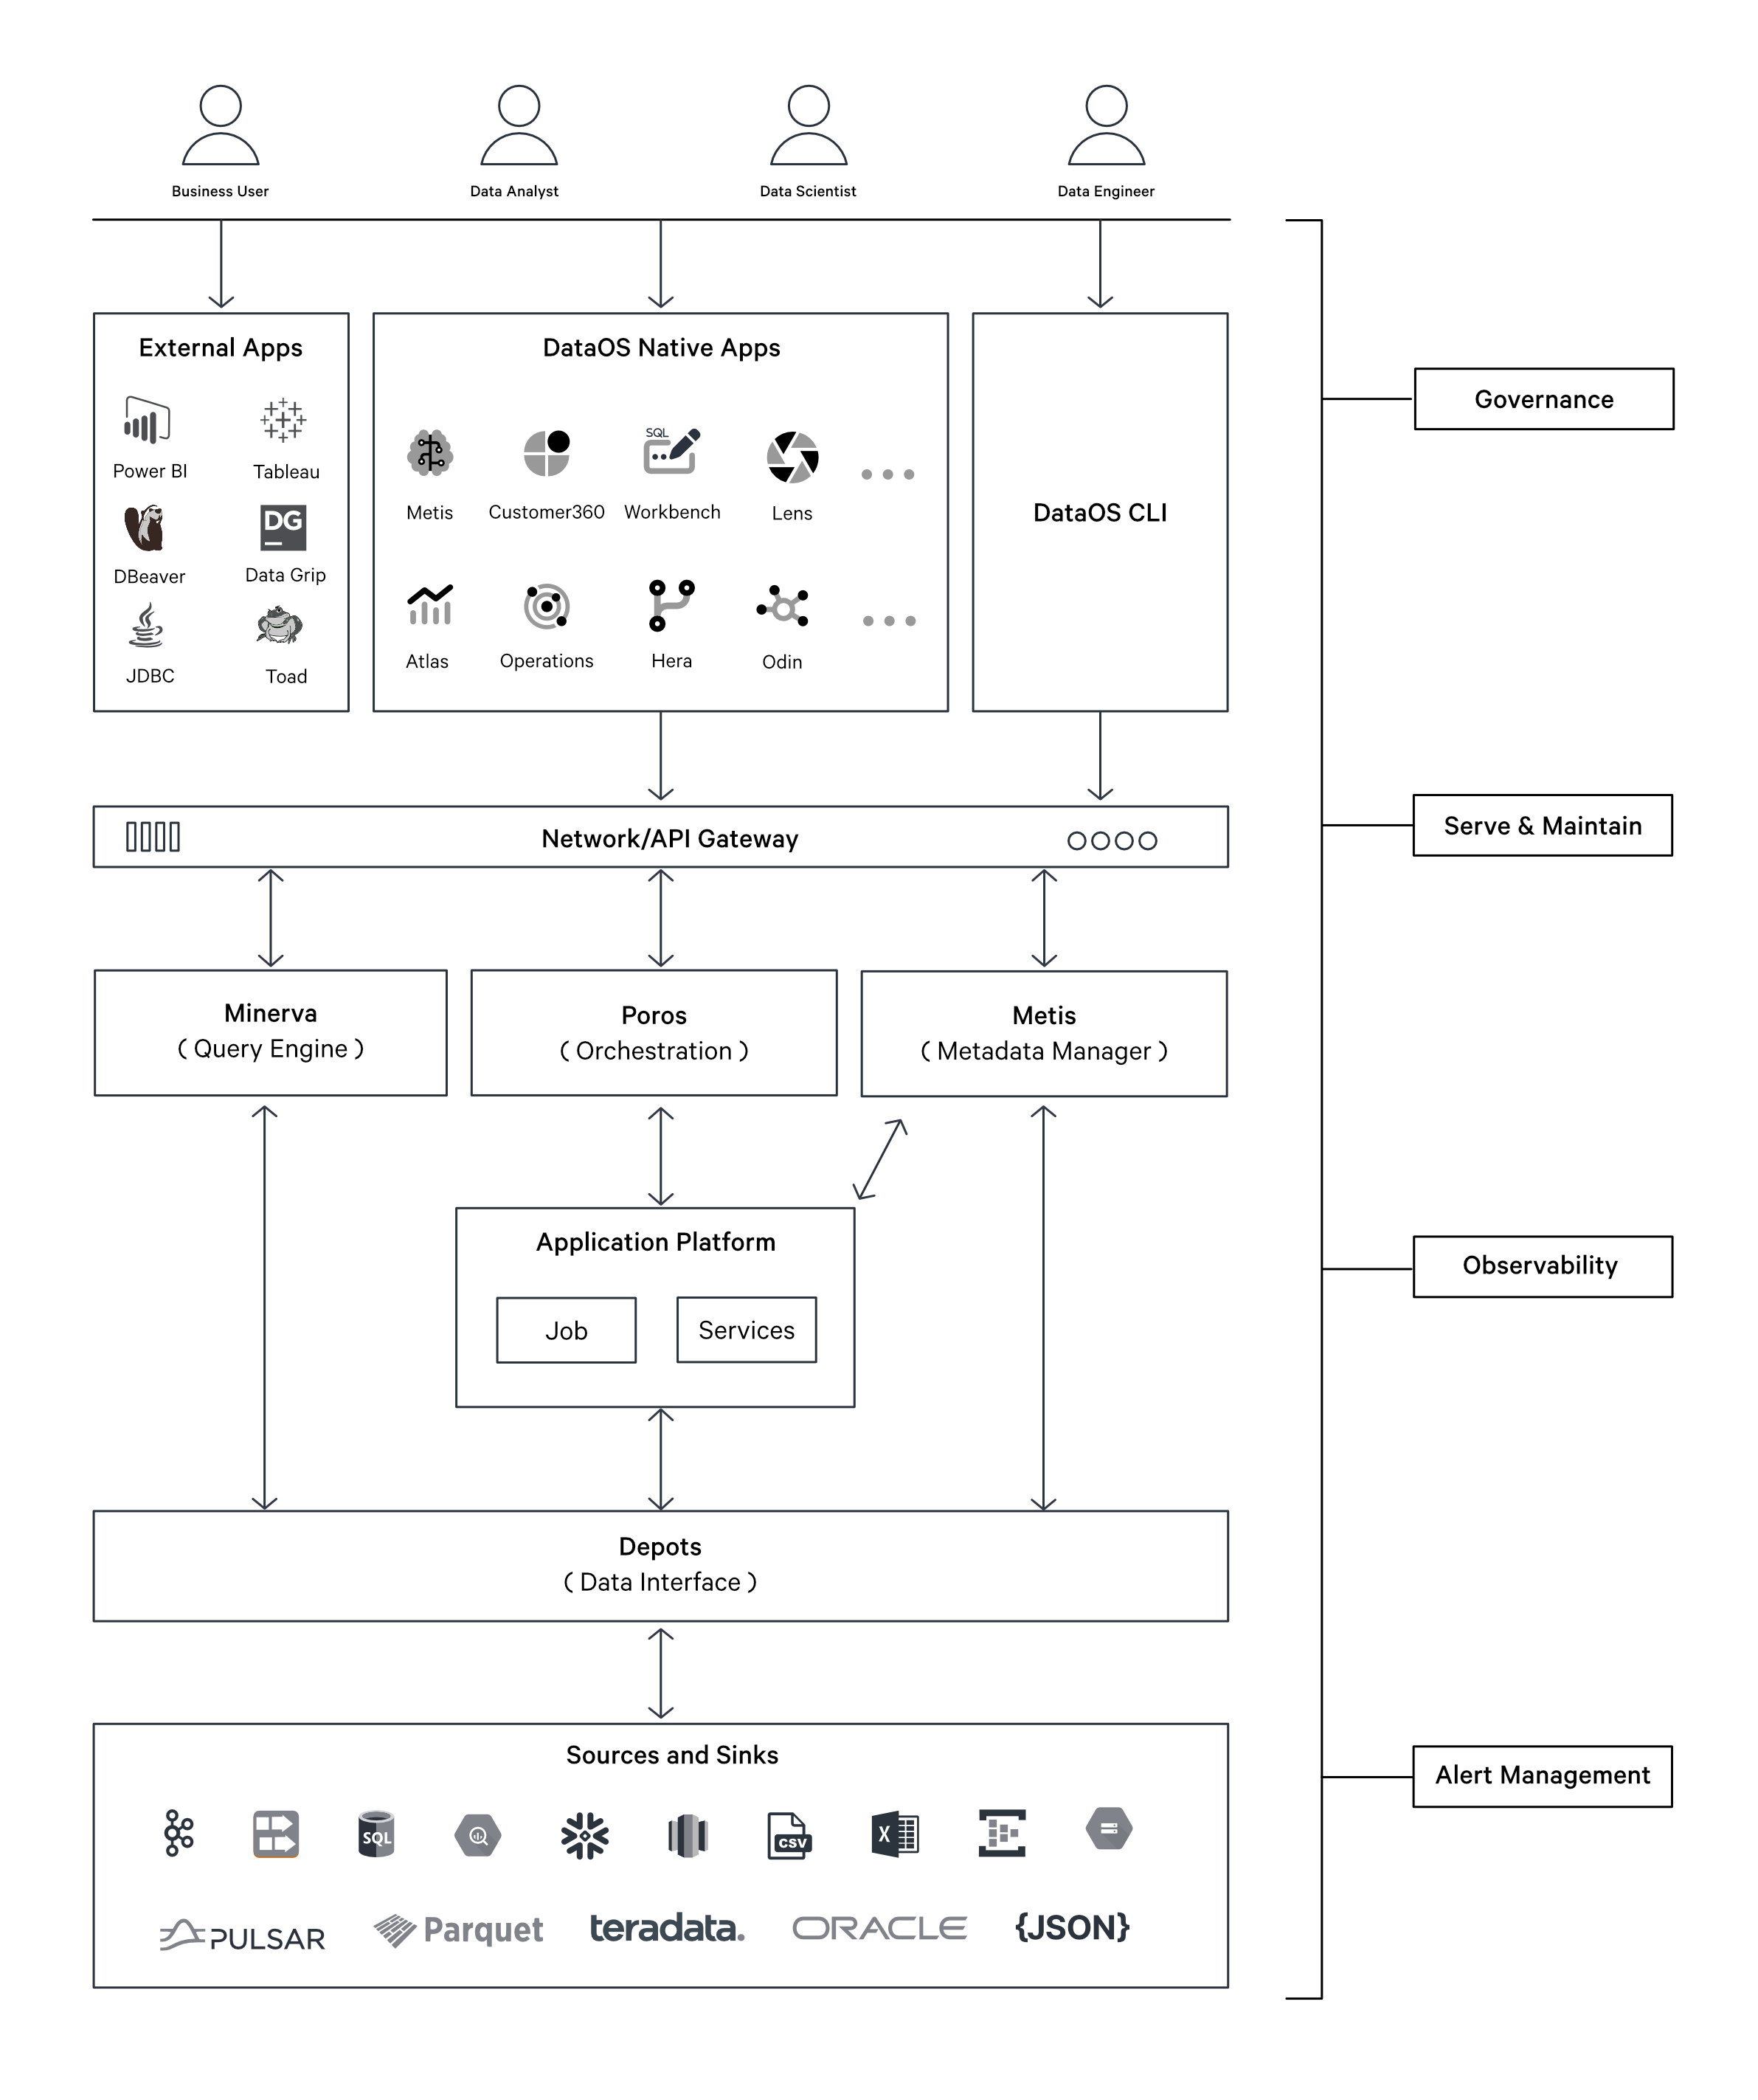 Business User
Data Analyst
Data Scientist
Data Engineer
External Apps
Power BI
Tableau
DBeaver
DG
Data Grip
JDBC
Toad
DataOS Native Apps
Metis
Customer360
SQL
Workbench
Lens
Atlas
Operations
Hera
Odin
DataOS CLI
Governance
Network/API Gateway
Serve & Maintain
Minerva
( Query Engine )
Poros
( Orchestration )
Metis
( Metadata Manager )
Application Platform
Job
Services
Observability
Depots
( Data Interface )
Sources and Sinks
SQL
CSV
X
PULSAR
Parquet
teradata.
ORACLE
{JSON}
Alert Management